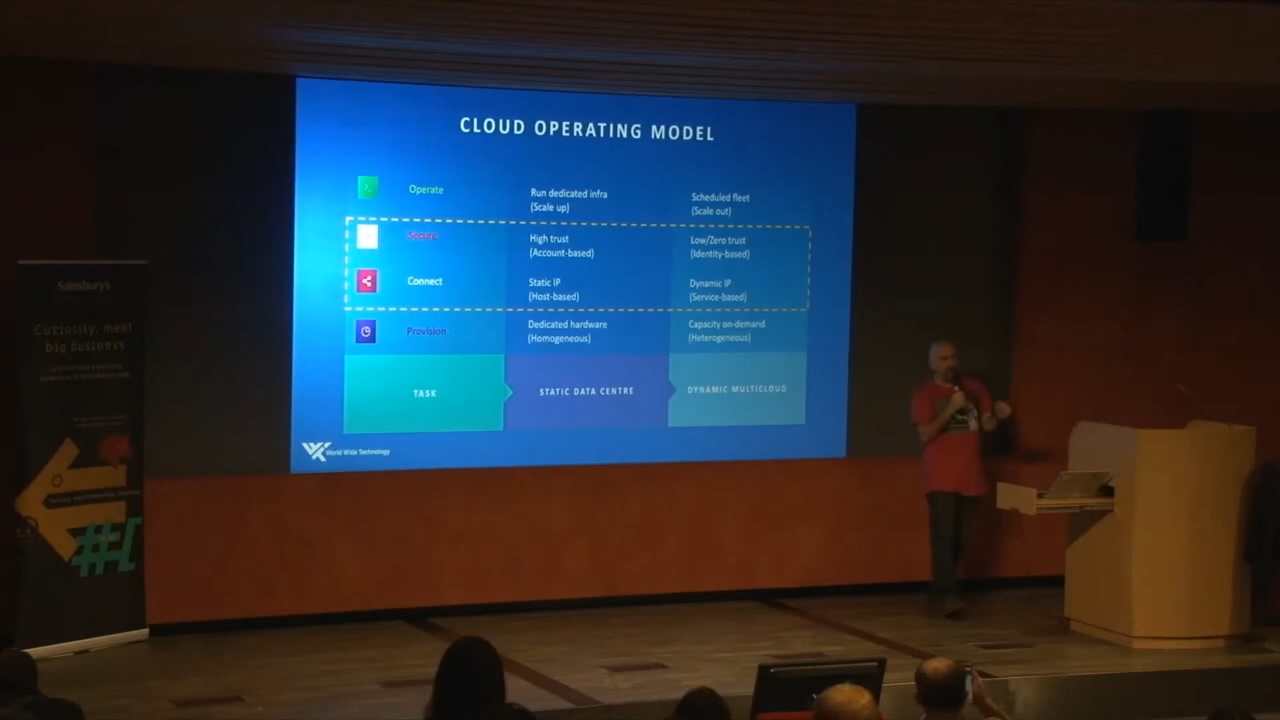 CLOUD OPERATING MODEL
Operate
Run dedicated infra
(Scale up)
Scheduled fleet
(Scale out)
Secure
High trust
(Account-based)
Low/Zero trust
(Identity-based)
Connect
Static IP
(Host-based)
Dynamic IP
(Service-based)
Provision
Dedicated hardware
(Homogeneous)
Capacity on-demand
(Heterogeneous)
TASK
STATIC DATA CENTRE
DYNAMIC MULTICLOUD
World Wide Technology
Sainsburys
Curiosity, meet
big business